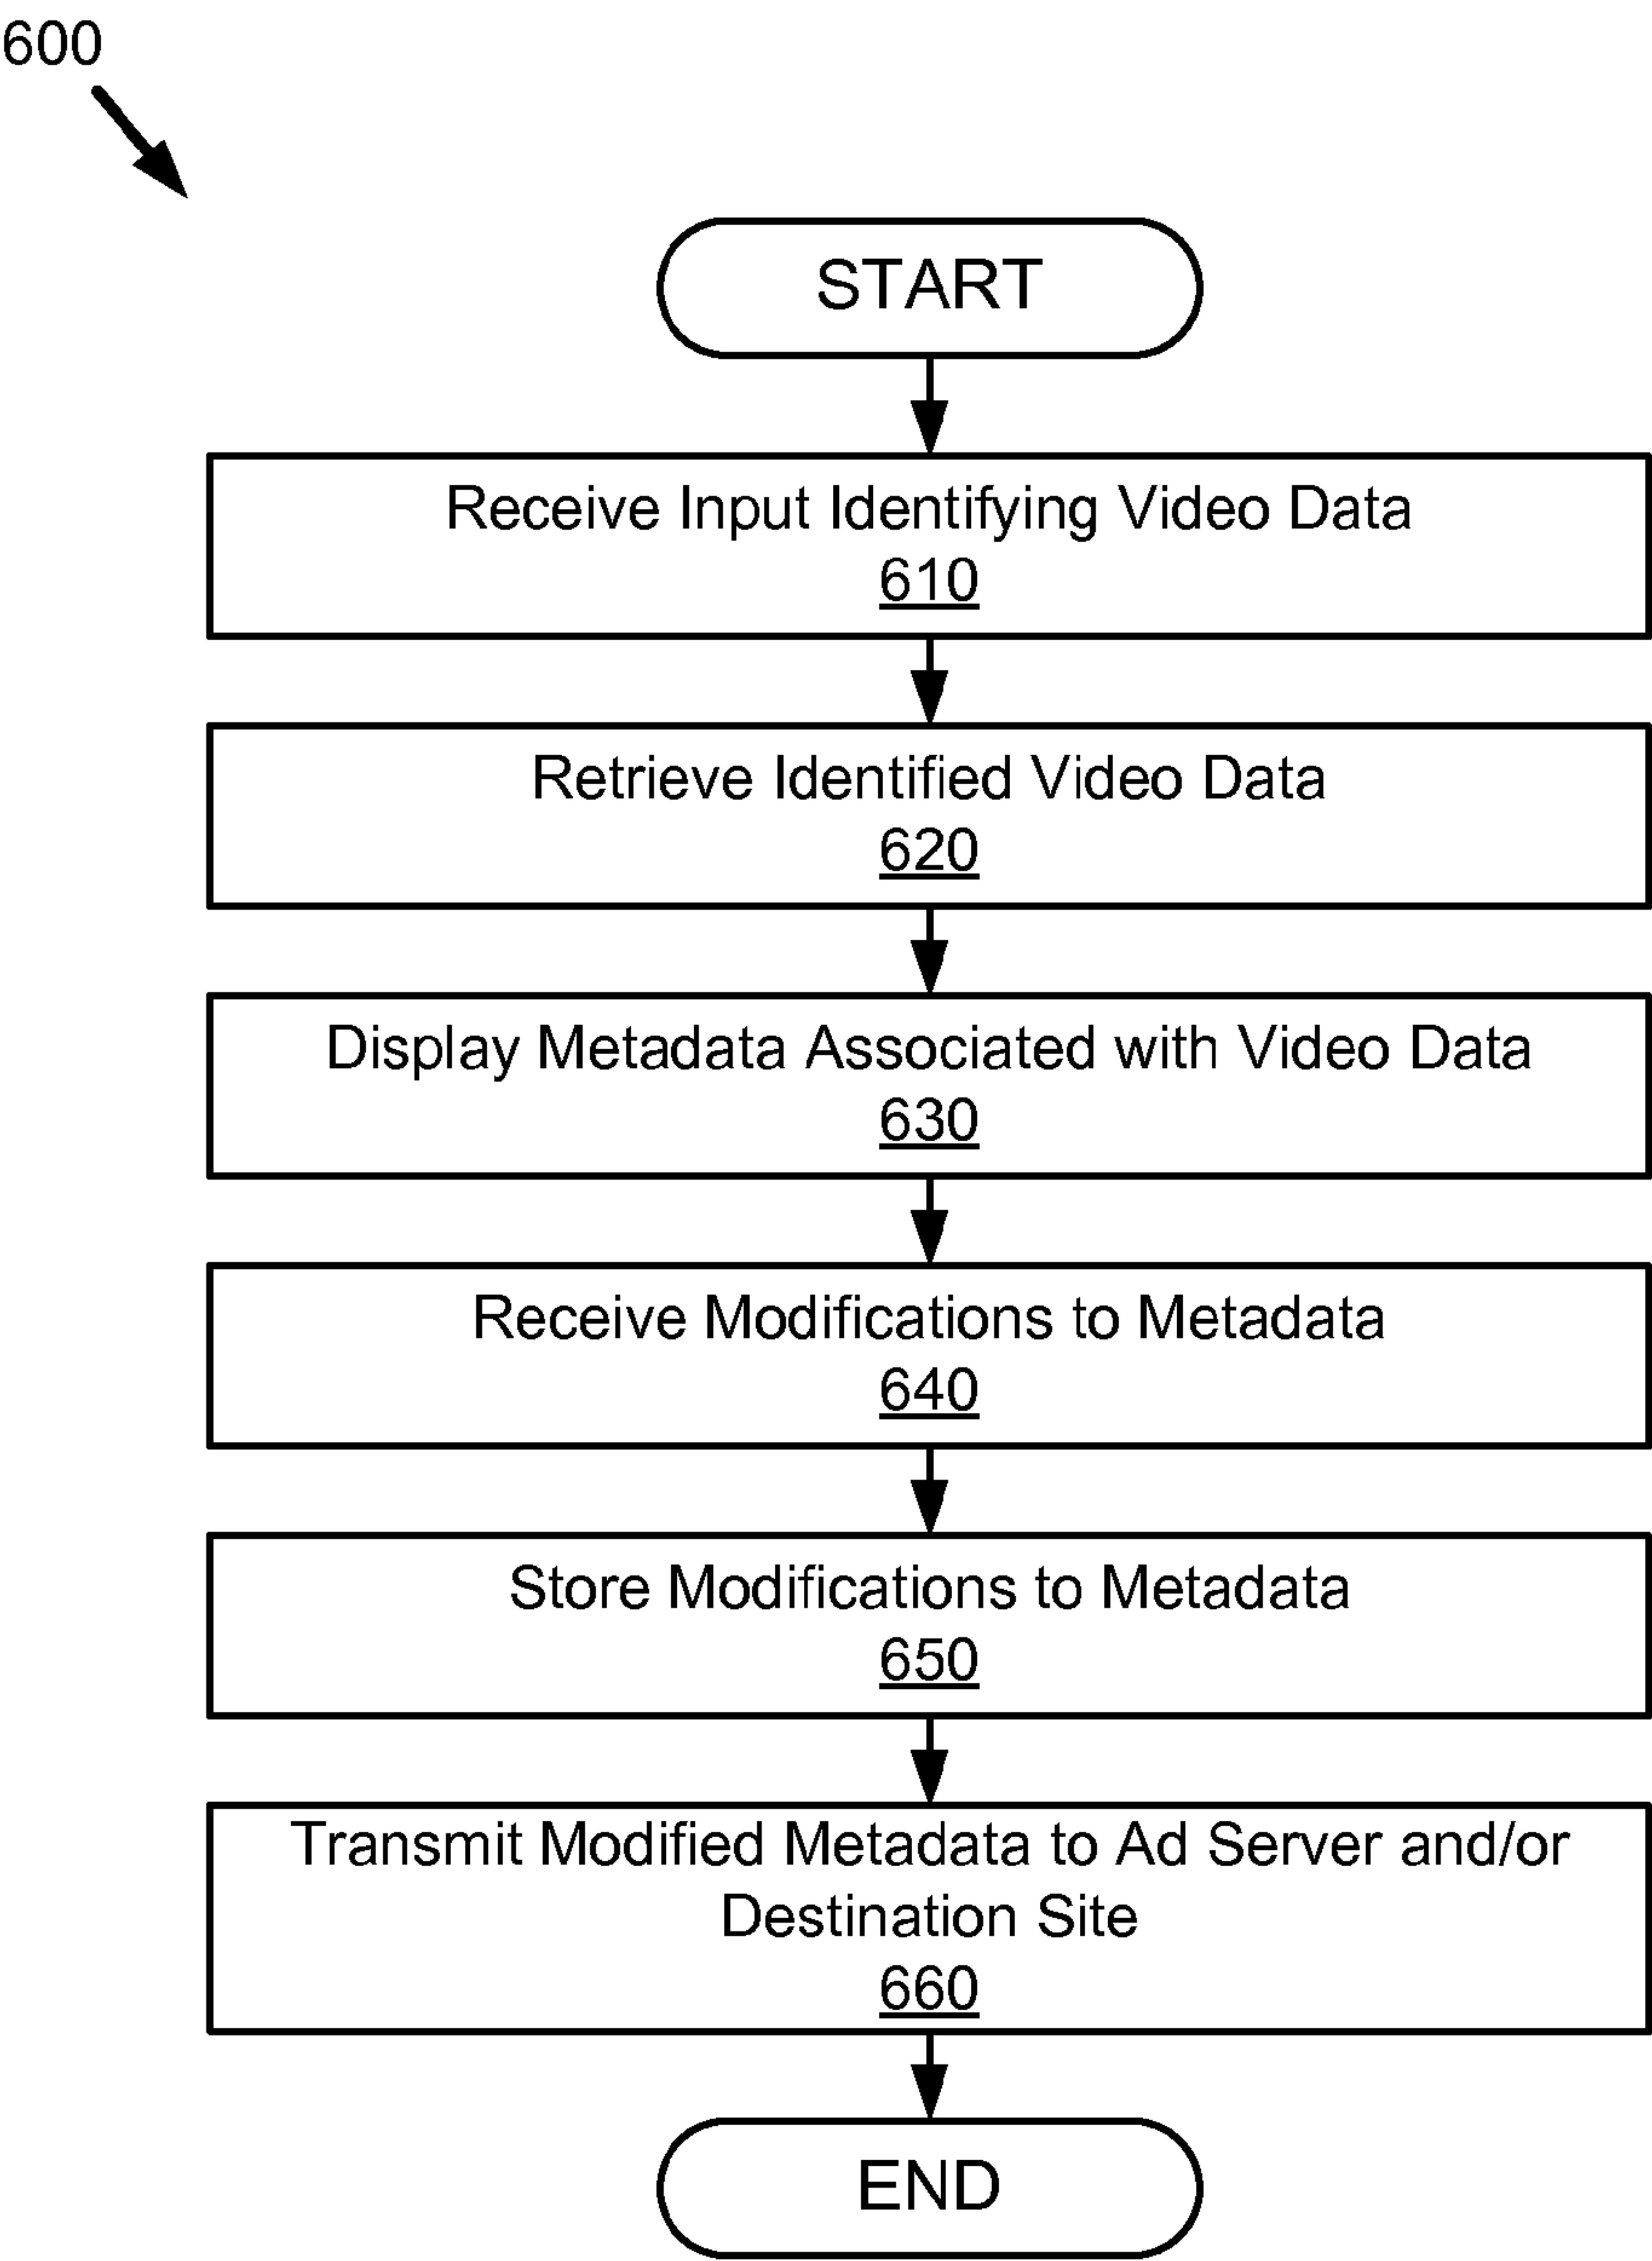 600
START
Receive Input Identifying Video Data
610
Retrieve Identified Video Data
620
Display Metadata Associated with Video Data
630
Receive Modifications to Metadata
640
Store Modifications to Metadata
650
Transmit Modified Metadata to Ad Server and/or
Destination Site
660
END